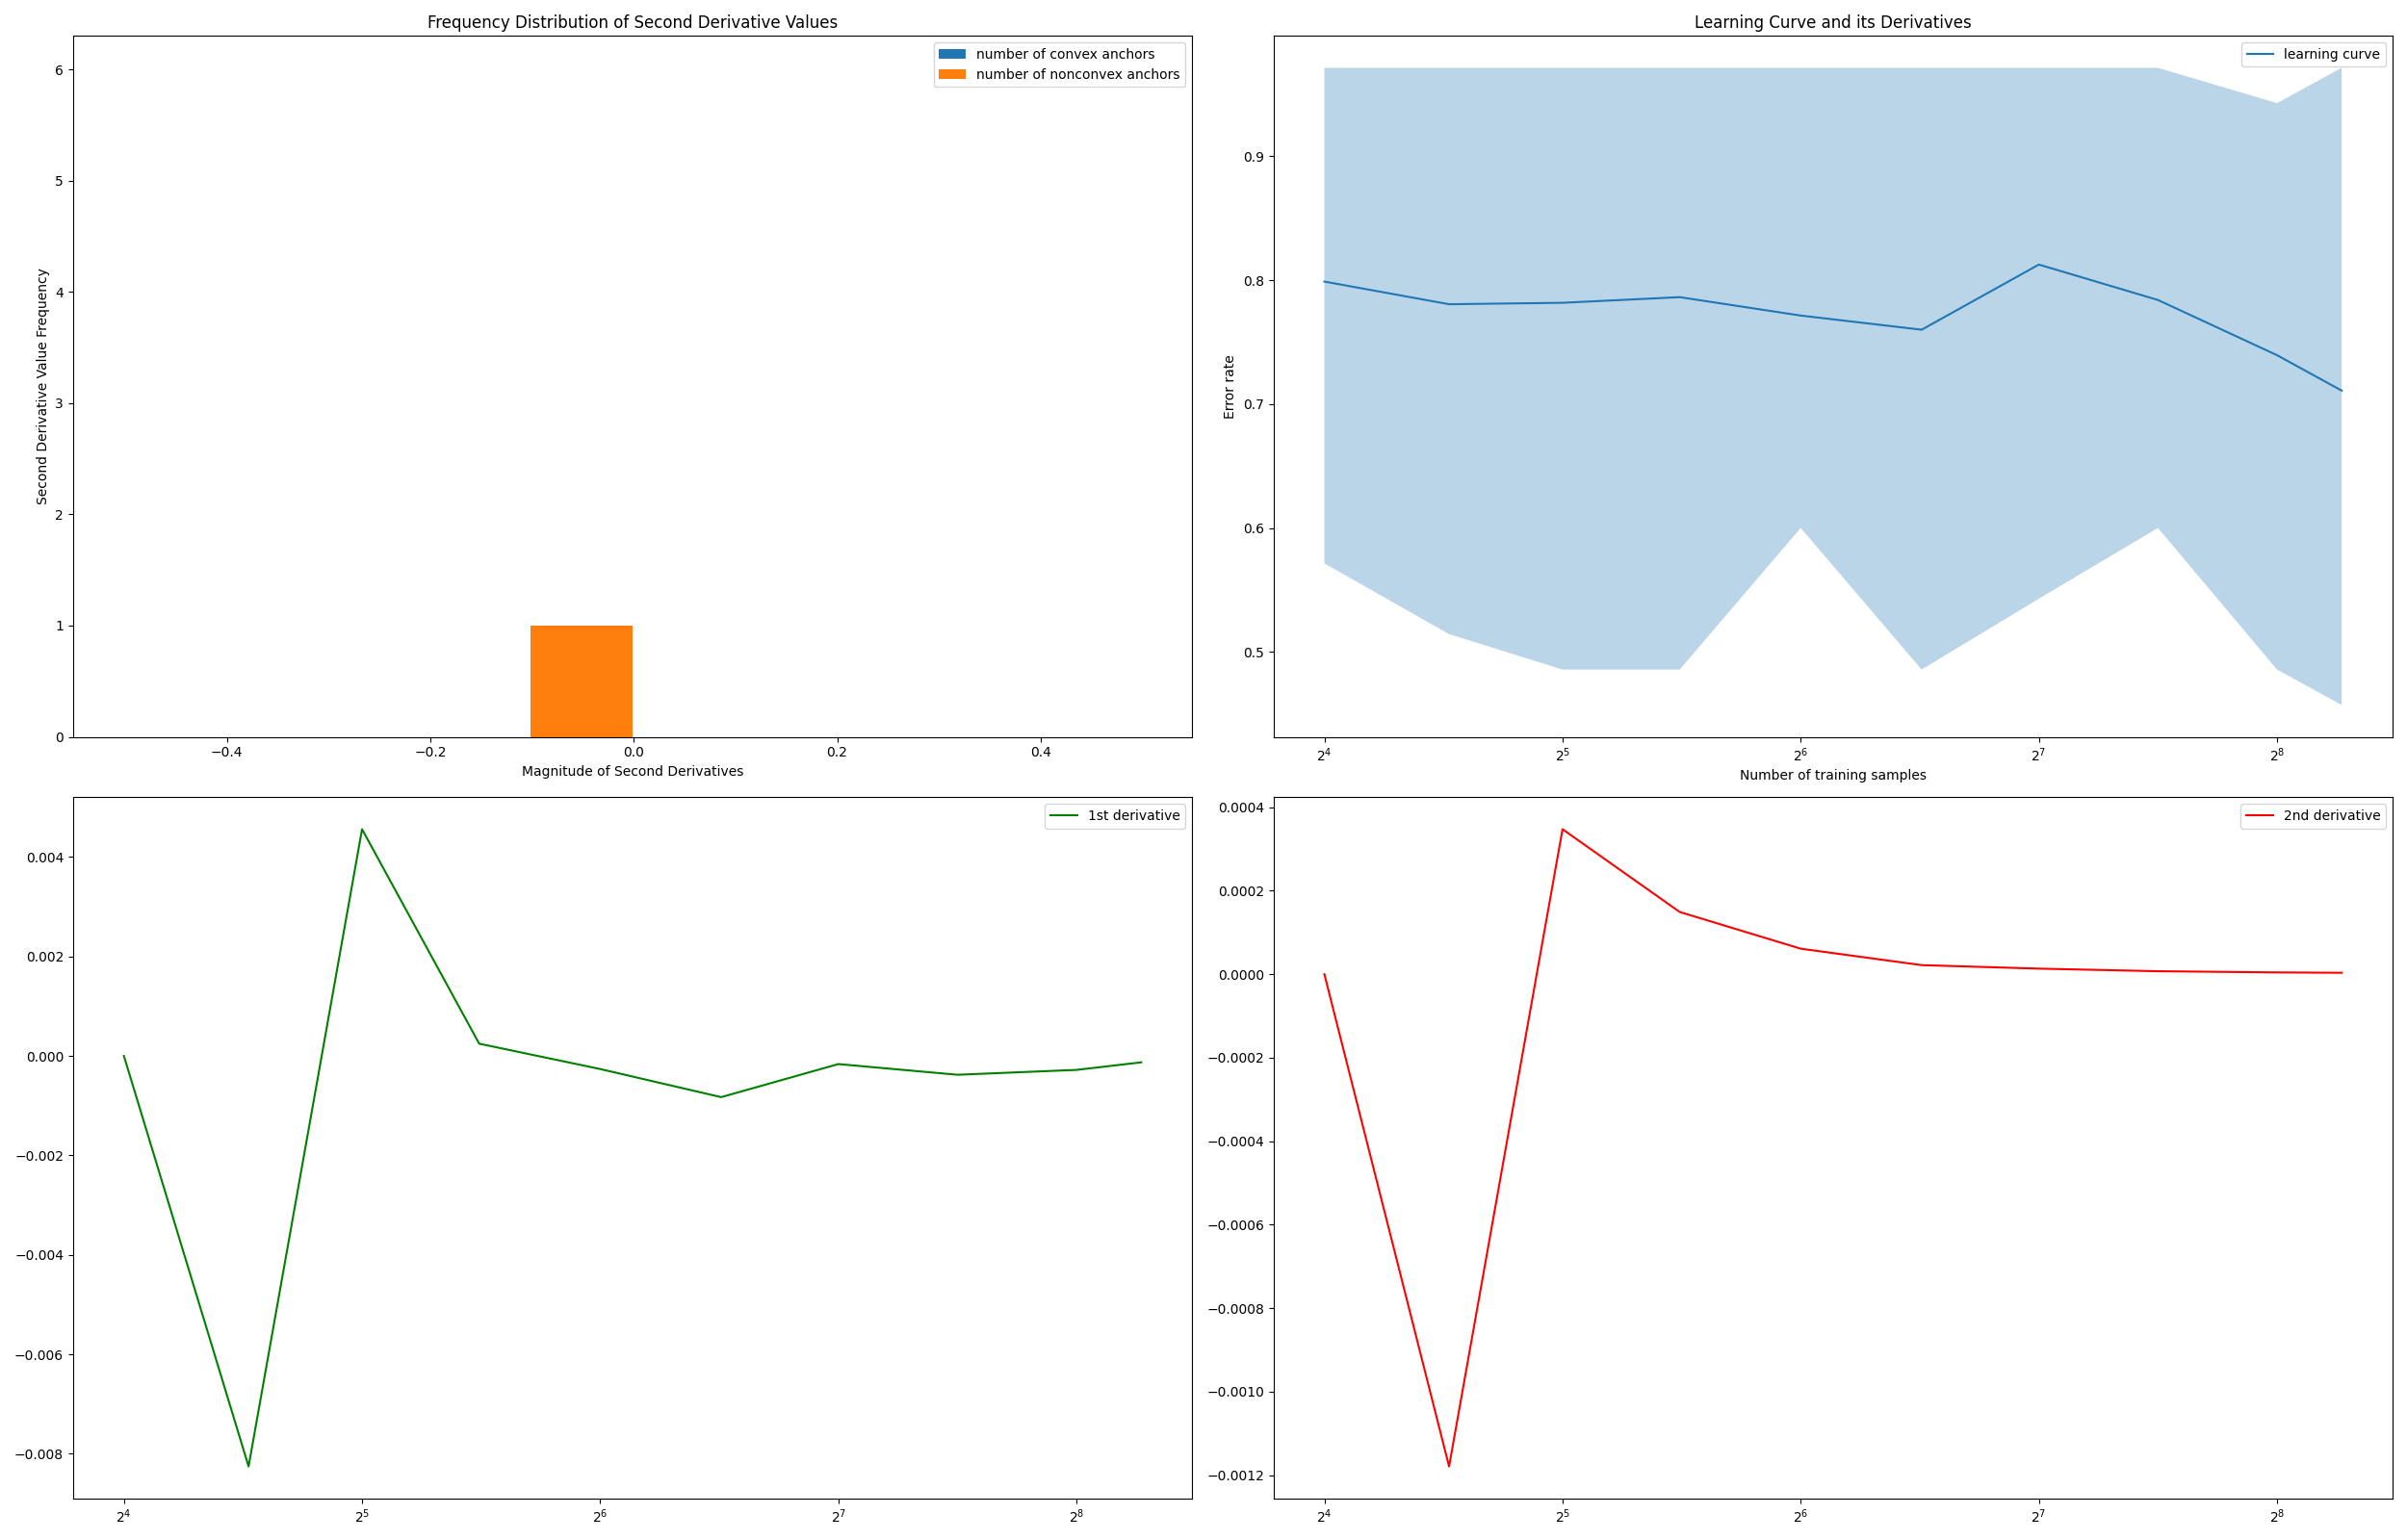 Frequency Distribution of Second Derivative Values
number of convex anchors
number of nonconvex anchors
Second Derivative Value Frequency
6
5
4
3
2
1
0
−0.4 −0.2 0.0 0.2 0.4
Magnitude of Second Derivatives
Learning Curve and its Derivatives
learning curve
Error rate
0.9
0.8
0.7
0.6
0.5
2⁴ 2⁵ 2⁶ 2⁷ 2⁸
Number of training samples
1st derivative
0.004
0.002
0.000
−0.002
−0.004
−0.006
−0.008
2⁴ 2⁵ 2⁶ 2⁷ 2⁸
2nd derivative
0.0004
0.0002
0.0000
−0.0002
−0.0004
−0.0006
−0.0008
−0.0010
−0.0012
2⁴ 2⁵ 2⁶ 2⁷ 2⁸